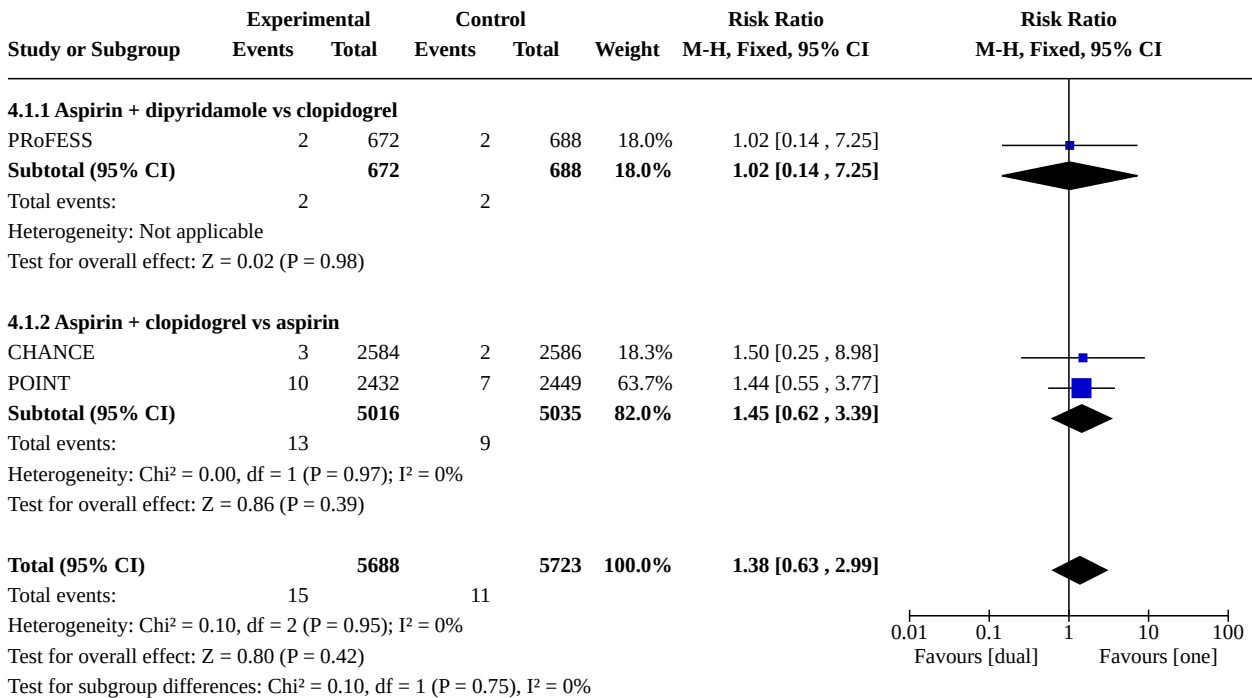 Experimental Control Risk Ratio Risk Ratio
Study or Subgroup Events Total Events Total Weight M-H, Fixed, 95% CI M-H, Fixed, 95% CI
4.1.1 Aspirin + dipyridamole vs clopidogrel
PRoFESS 2 672 2 688 18.0% 1.02 [0.14 , 7.25]
Subtotal (95% CI) 672 688 18.0% 1.02 [0.14 , 7.25]
Total events: 2 2
Heterogeneity: Not applicable
Test for overall effect: Z = 0.02 (P = 0.98)
4.1.2 Aspirin + clopidogrel vs aspirin
CHANCE 3 2584 2 2586 18.3% 1.50 [0.25 , 8.98]
POINT 10 2432 7 2449 63.7% 1.44 [0.55 , 3.77]
Subtotal (95% CI) 5016 5035 82.0% 1.45 [0.62 , 3.39]
Total events: 13 9
Heterogeneity: Chi² = 0.00, df = 1 (P = 0.97); I² = 0%
Test for overall effect: Z = 0.86 (P = 0.39)
Total (95% CI) 5688 5723 100.0% 1.38 [0.63 , 2.99]
Total events: 15 11
Heterogeneity: Chi² = 0.10, df = 2 (P = 0.95); I² = 0%
0.01 0.1 1 10 100
Test for overall effect: Z = 0.80 (P = 0.42)
Favours [dual] Favours [one]
Test for subgroup differences: Chi² = 0.10, df = 1 (P = 0.75), I² = 0%